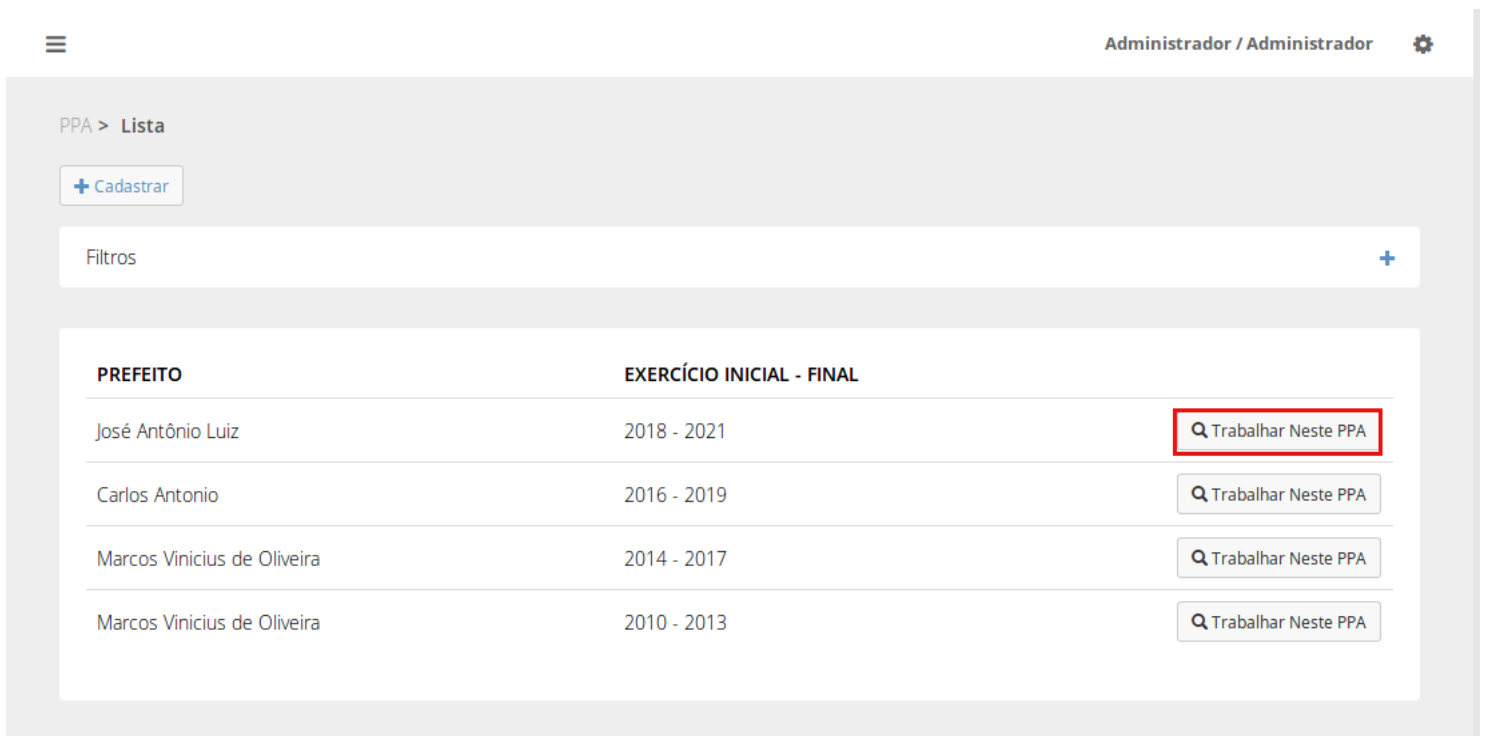 Administrador / Administrador
PPA > Lista
Cadastrar
Filtros
PREFEITO EXERCÍCIO INICIAL - FINAL
José Antônio Luiz 2018 - 2021 Trabalhar Neste PPA
Carlos Antonio 2016 - 2019 Trabalhar Neste PPA
Marcos Vinicius de Oliveira 2014 - 2017 Trabalhar Neste PPA
Marcos Vinicius de Oliveira 2010 - 2013 Trabalhar Neste PPA